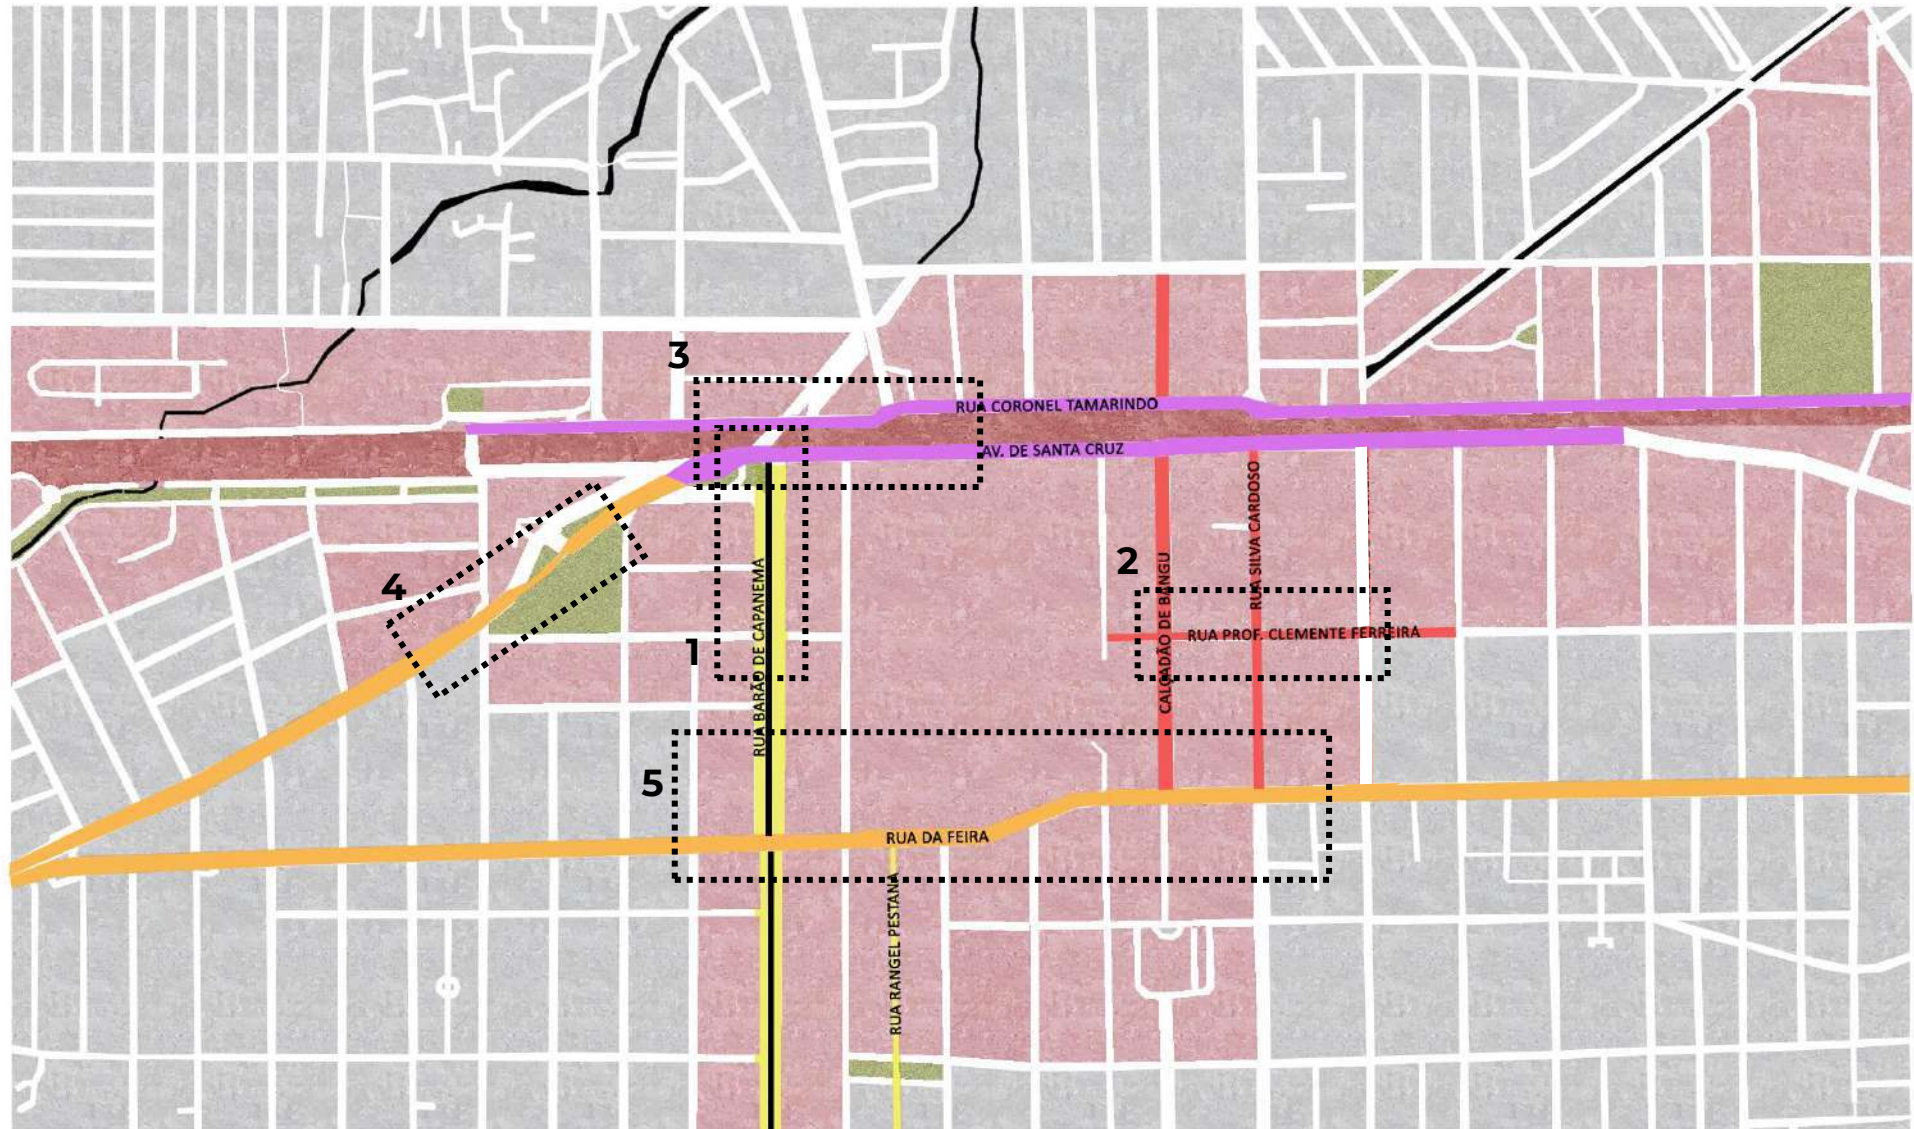 3
RUA CORONEL TAMARINDO
AV. DE SANTA CRUZ
4
RUA BARÃO DE CAPANEMA
1
2
CALÇADÃO DE BANGU
RUA SILVA CARDOSO
RUA PROF. CLEMENTE FERREIRA
5
RUA DA FEIRA
RUA RANGEL PESTANA